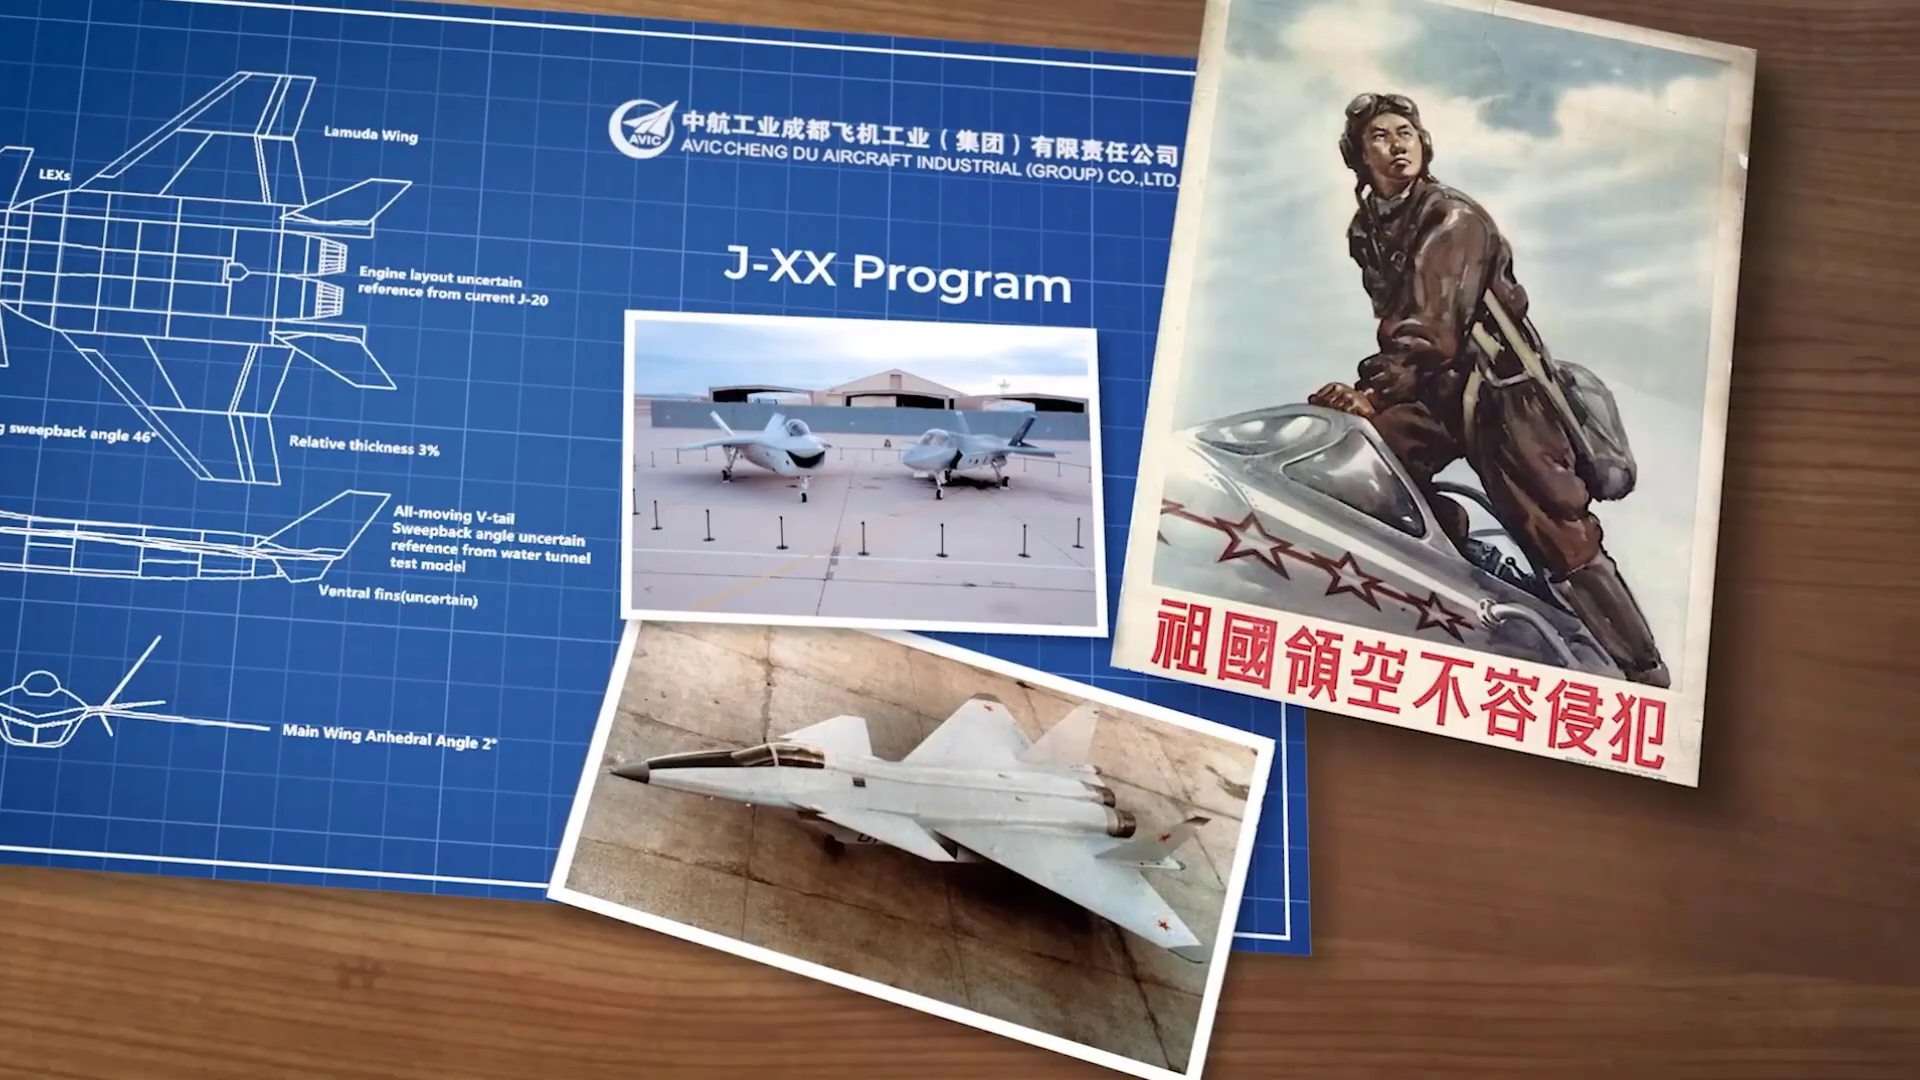 Lamuda Wing
LEXs
Engine layout uncertain
reference from current J-20
sweepback angle 46°
Relative thickness 3%
All-moving V-tail
Sweepback angle uncertain
reference from water tunnel
test model
Ventral fins(uncertain)
Main Wing Anhedral Angle 2°
AVIC
中航工业成都飞机工业（集团）有限责任公司
AVIC CHENG DU AIRCRAFT INDUSTRIAL (GROUP) CO.,LTD.
J-XX Program
祖國領空不容侵犯